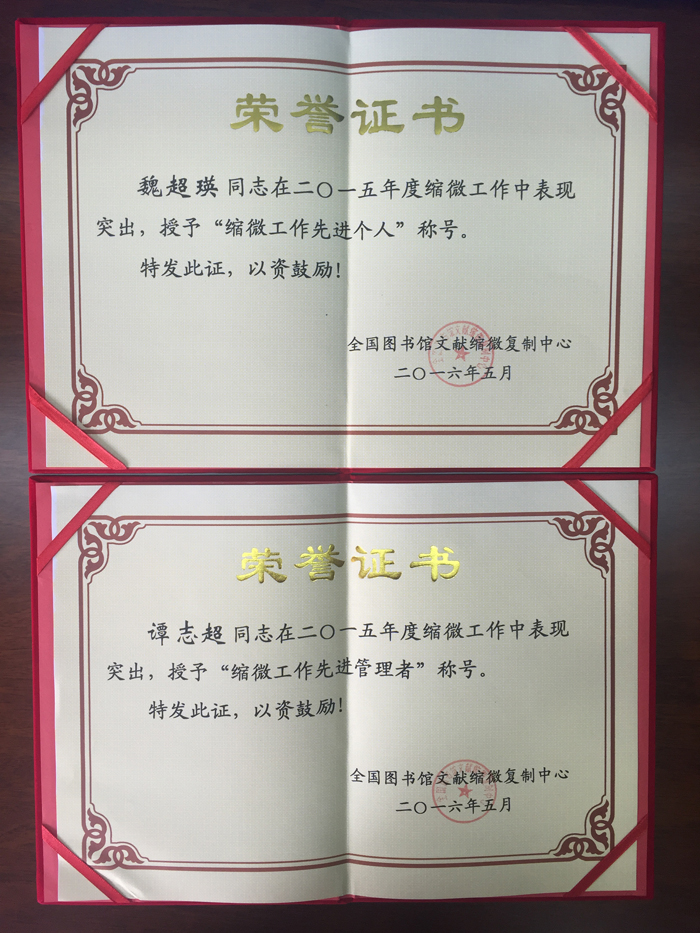 荣誉证书
魏超瑛同志在二〇一五年度缩微工作中表现
突出，授予“缩微工作先进个人”称号。
特发此证，以资鼓励！
全国图书馆文献缩微复制中心
二〇一六年五月
荣誉证书
谭志超同志在二〇一五年度缩微工作中表现
突出，授予“缩微工作先进管理者”称号。
特发此证，以资鼓励！
全国图书馆文献缩微复制中心
二〇一六年五月